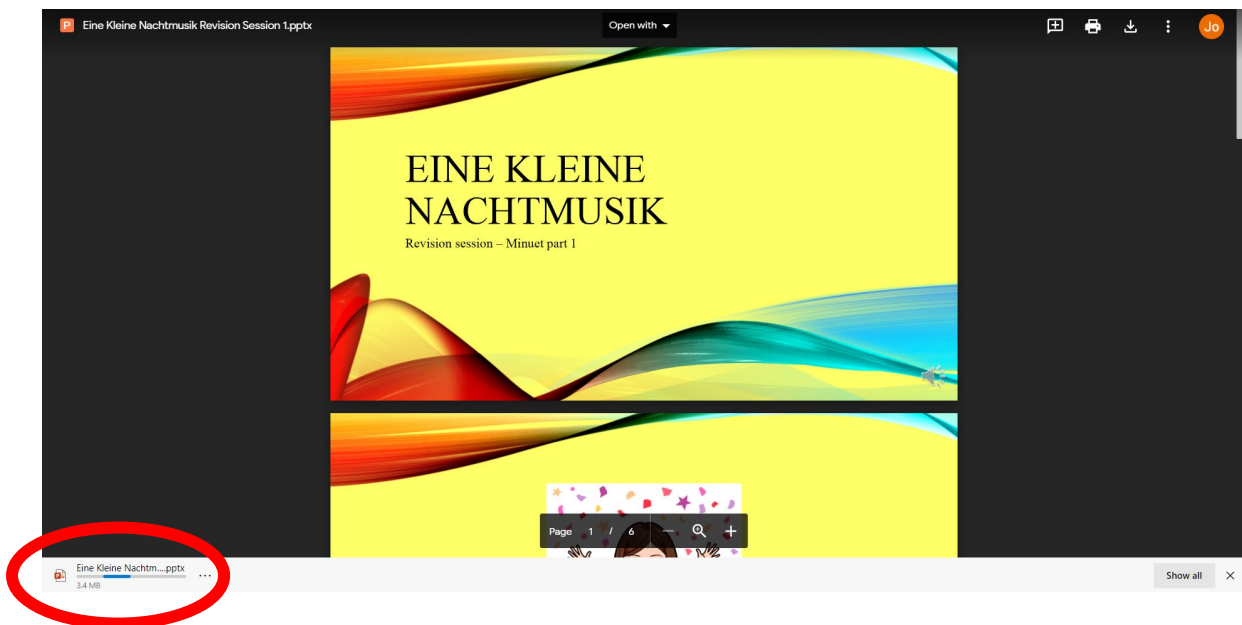 P Eine Kleine Nachtmusik Revision Session 1.pptx
Open with
Jo
EINE KLEINE
NACHTMUSIK
Revision session – Minuet part 1
Page 1 / 6
Eine Kleine Nachtm....pptx
3.4 MB
Show all